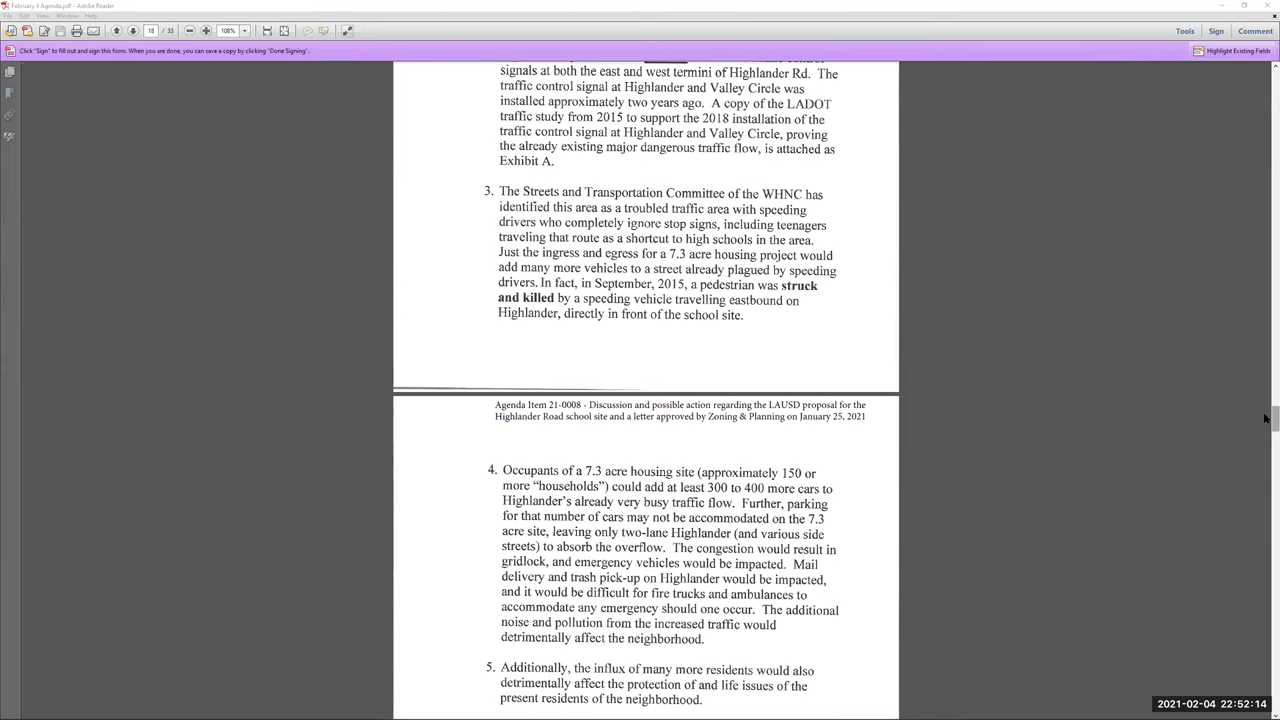 February 4 Agenda.pdf - Adobe Reader
File Edit View Window Help
18 / 33 108%
Tools Sign Comment
Click "Sign" to fill out and sign this form. When you are done, you can save a copy by clicking "Done Signing".
Highlight Existing Fields
signals at both the east and west termini of Highlander Rd. The
traffic control signal at Highlander and Valley Circle was
installed approximately two years ago. A copy of the LADOT
traffic study from 2015 to support the 2018 installation of the
traffic control signal at Highlander and Valley Circle, proving
the already existing major dangerous traffic flow, is attached as
Exhibit A.
3. The Streets and Transportation Committee of the WHNC has
identified this area as a troubled traffic area with speeding
drivers who completely ignore stop signs, including teenagers
traveling that route as a shortcut to high schools in the area.
Just the ingress and egress for a 7.3 acre housing project would
add many more vehicles to a street already plagued by speeding
drivers. In fact, in September, 2015, a pedestrian was struck
and killed by a speeding vehicle travelling eastbound on
Highlander, directly in front of the school site.
Agenda Item 21-0008 - Discussion and possible action regarding the LAUSD proposal for the
Highlander Road school site and a letter approved by Zoning & Planning on January 25, 2021
4. Occupants of a 7.3 acre housing site (approximately 150 or
more “households”) could add at least 300 to 400 more cars to
Highlander’s already very busy traffic flow. Further, parking
for that number of cars may not be accommodated on the 7.3
acre site, leaving only two-lane Highlander (and various side
streets) to absorb the overflow. The congestion would result in
gridlock, and emergency vehicles would be impacted. Mail
delivery and trash pick-up on Highlander would be impacted,
and it would be difficult for fire trucks and ambulances to
accommodate any emergency should one occur. The additional
noise and pollution from the increased traffic would
detrimentally affect the neighborhood.
5. Additionally, the influx of many more residents would also
detrimentally affect the protection of and life issues of the
present residents of the neighborhood.
2021-02-04 22:52:14